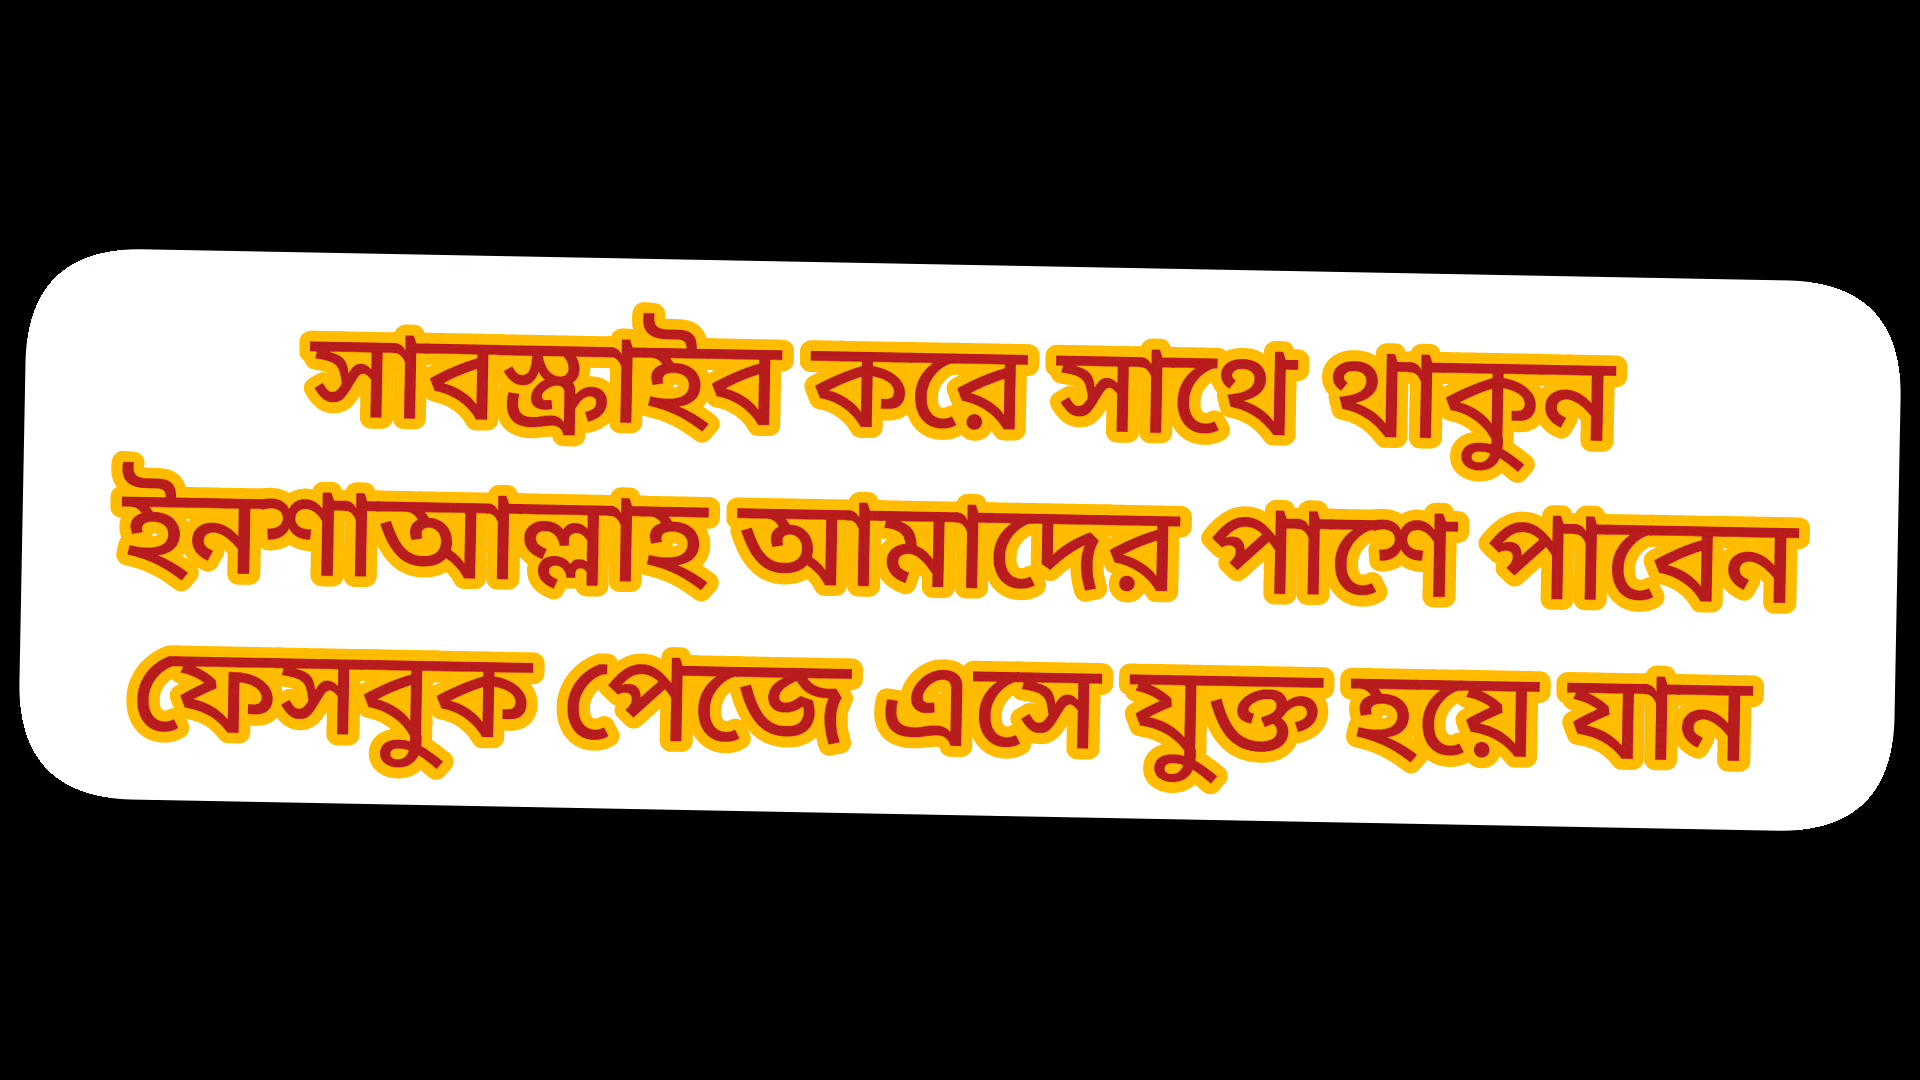 সাবস্ক্রাইব করে সাথে থাকুন
ইনশাআল্লাহ আমাদের পাশে পাবেন
ফেসবুক পেজে এসে যুক্ত হয়ে যান